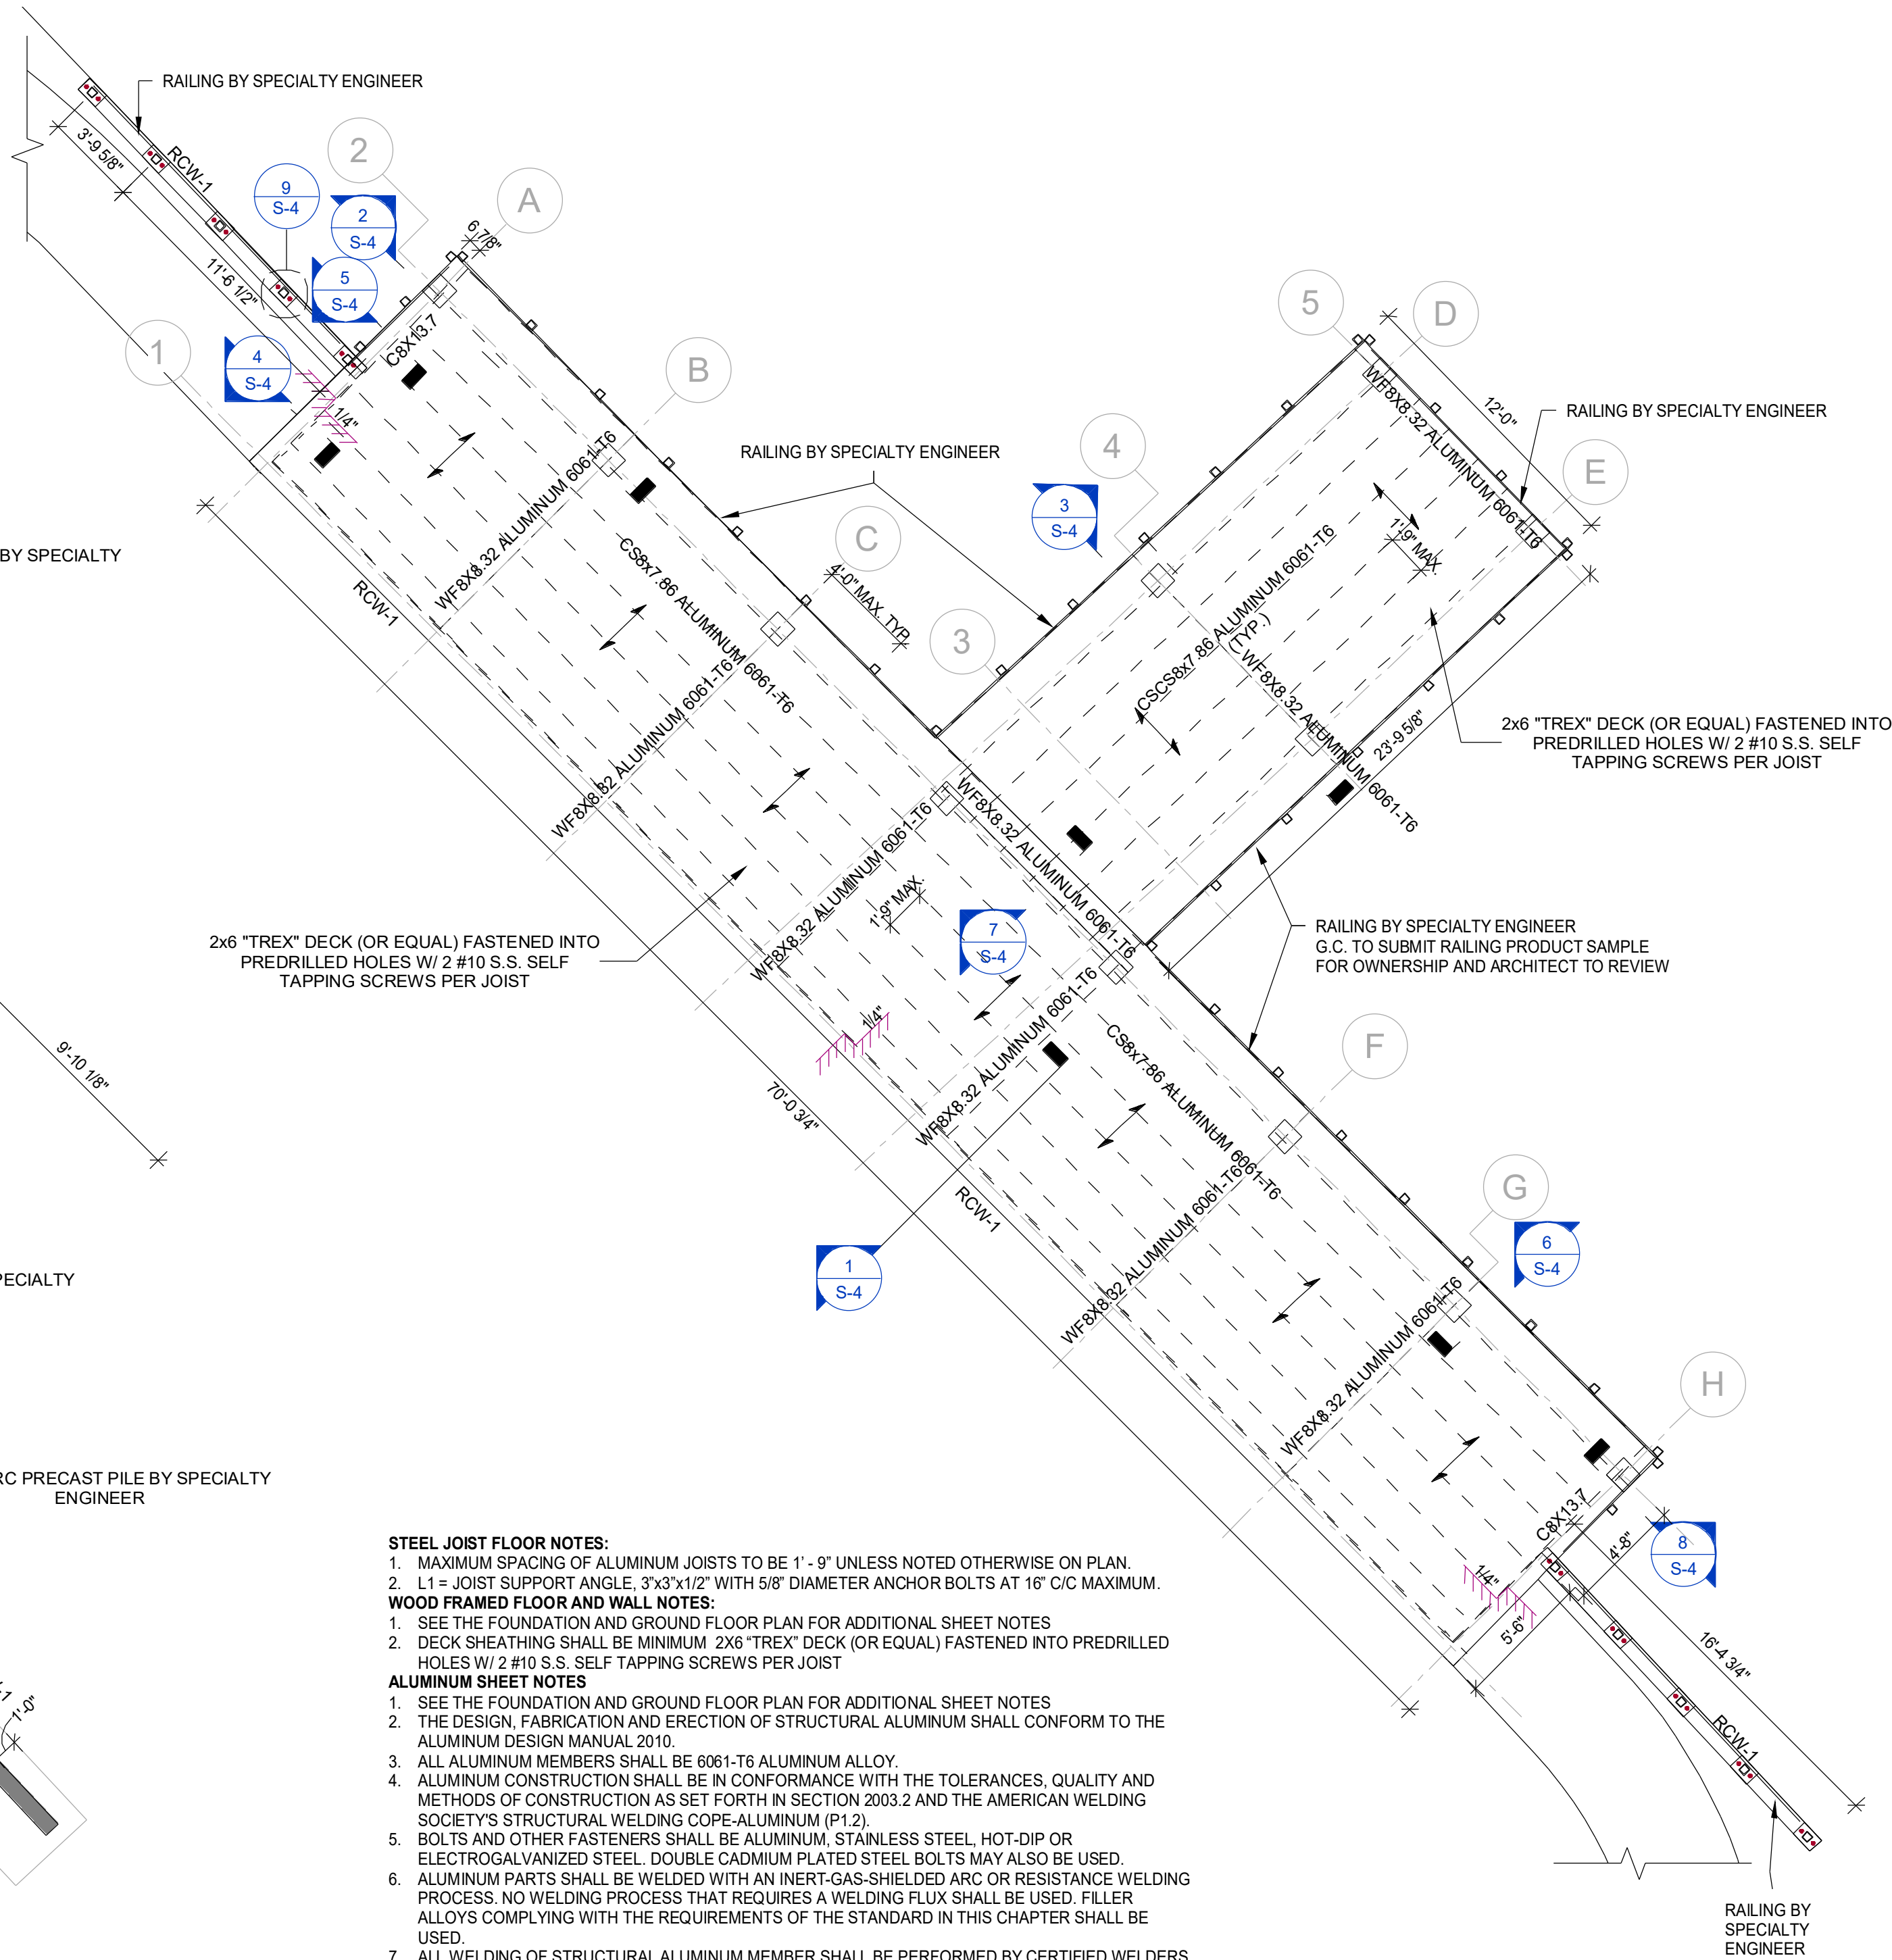 RAILING BY SPECIALTY ENGINEER
3'-9 5/8"
RCW-1
2
A
9
S-4
2
S-4
6 7/8"
11'-6 1/2"
5
S-4
C8X13.7
1
4
S-4
1/4"
B
5
D
12'-0"
WF8X8.32 ALUMINUM 6061-T6
RAILING BY SPECIALTY ENGINEER
RAILING BY SPECIALTY ENGINEER
4
E
3
S-4
WF8X8.32 ALUMINUM 6061-T6
C
1'-9" MAX.
BY SPECIALTY
RCW-1
CS8x7.86 ALUMINUM 6061-T6
4'-0" MAX. TYP.
3
CSCS8x7.86 ALUMINUM 6061-T6
(TYP.)
WF8X8.32 ALUMINUM 6061-T6
23'-9 5/8"
2x6 "TREX" DECK (OR EQUAL) FASTENED INTO
PREDRILLED HOLES W/ 2 #10 S.S. SELF
TAPPING SCREWS PER JOIST
WF8X8.32 ALUMINUM 6061-T6
WF8X8.32 ALUMINUM 6061-T6
WF8X8.32 ALUMINUM 6061-T6
1'-9" MAX.
7
S-4
2x6 "TREX" DECK (OR EQUAL) FASTENED INTO
PREDRILLED HOLES W/ 2 #10 S.S. SELF
TAPPING SCREWS PER JOIST
RAILING BY SPECIALTY ENGINEER
G.C. TO SUBMIT RAILING PRODUCT SAMPLE
FOR OWNERSHIP AND ARCHITECT TO REVIEW
9'-10 1/8"
1/4"
WF8X8.32 ALUMINUM 6061-T6
CS8x7.86 ALUMINUM 6061-T6
F
70'-0 3/4"
RCW-1
G
6
S-4
1
S-4
PECIALTY
WF8X8.32 ALUMINUM 6061-T6
WF8X8.32 ALUMINUM 6061-T6
H
RC PRECAST PILE BY SPECIALTY
ENGINEER
C8X13.7
4'-8"
8
S-4
1/4"
5'-6"
16'-4 3/4"
RCW-1
1'-0"
STEEL JOIST FLOOR NOTES:
1. MAXIMUM SPACING OF ALUMINUM JOISTS TO BE 1' - 9" UNLESS NOTED OTHERWISE ON PLAN.
2. L1 = JOIST SUPPORT ANGLE, 3"x3"x1/2" WITH 5/8" DIAMETER ANCHOR BOLTS AT 16" C/C MAXIMUM.
WOOD FRAMED FLOOR AND WALL NOTES:
1. SEE THE FOUNDATION AND GROUND FLOOR PLAN FOR ADDITIONAL SHEET NOTES
2. DECK SHEATHING SHALL BE MINIMUM 2X6 "TREX" DECK (OR EQUAL) FASTENED INTO PREDRILLED
HOLES W/ 2 #10 S.S. SELF TAPPING SCREWS PER JOIST
ALUMINUM SHEET NOTES
1. SEE THE FOUNDATION AND GROUND FLOOR PLAN FOR ADDITIONAL SHEET NOTES
2. THE DESIGN, FABRICATION AND ERECTION OF STRUCTURAL ALUMINUM SHALL CONFORM TO THE
ALUMINUM DESIGN MANUAL 2010.
3. ALL ALUMINUM MEMBERS SHALL BE 6061-T6 ALUMINUM ALLOY.
4. ALUMINUM CONSTRUCTION SHALL BE IN CONFORMANCE WITH THE TOLERANCES, QUALITY AND
METHODS OF CONSTRUCTION AS SET FORTH IN SECTION 2003.2 AND THE AMERICAN WELDING
SOCIETY'S STRUCTURAL WELDING COPE-ALUMINUM (P1.2).
5. BOLTS AND OTHER FASTENERS SHALL BE ALUMINUM, STAINLESS STEEL, HOT-DIP OR
ELECTROGALVANIZED STEEL. DOUBLE CADMIUM PLATED STEEL BOLTS MAY ALSO BE USED.
6. ALUMINUM PARTS SHALL BE WELDED WITH AN INERT-GAS-SHIELDED ARC OR RESISTANCE WELDING
PROCESS. NO WELDING PROCESS THAT REQUIRES A WELDING FLUX SHALL BE USED. FILLER
ALLOYS COMPLYING WITH THE REQUIREMENTS OF THE STANDARD IN THIS CHAPTER SHALL BE
USED.
7. ALL WELDING OF STRUCTURAL ALUMINUM MEMBER SHALL BE PERFORMED BY CERTIFIED WELDERS
RAILING BY
SPECIALTY
ENGINEER